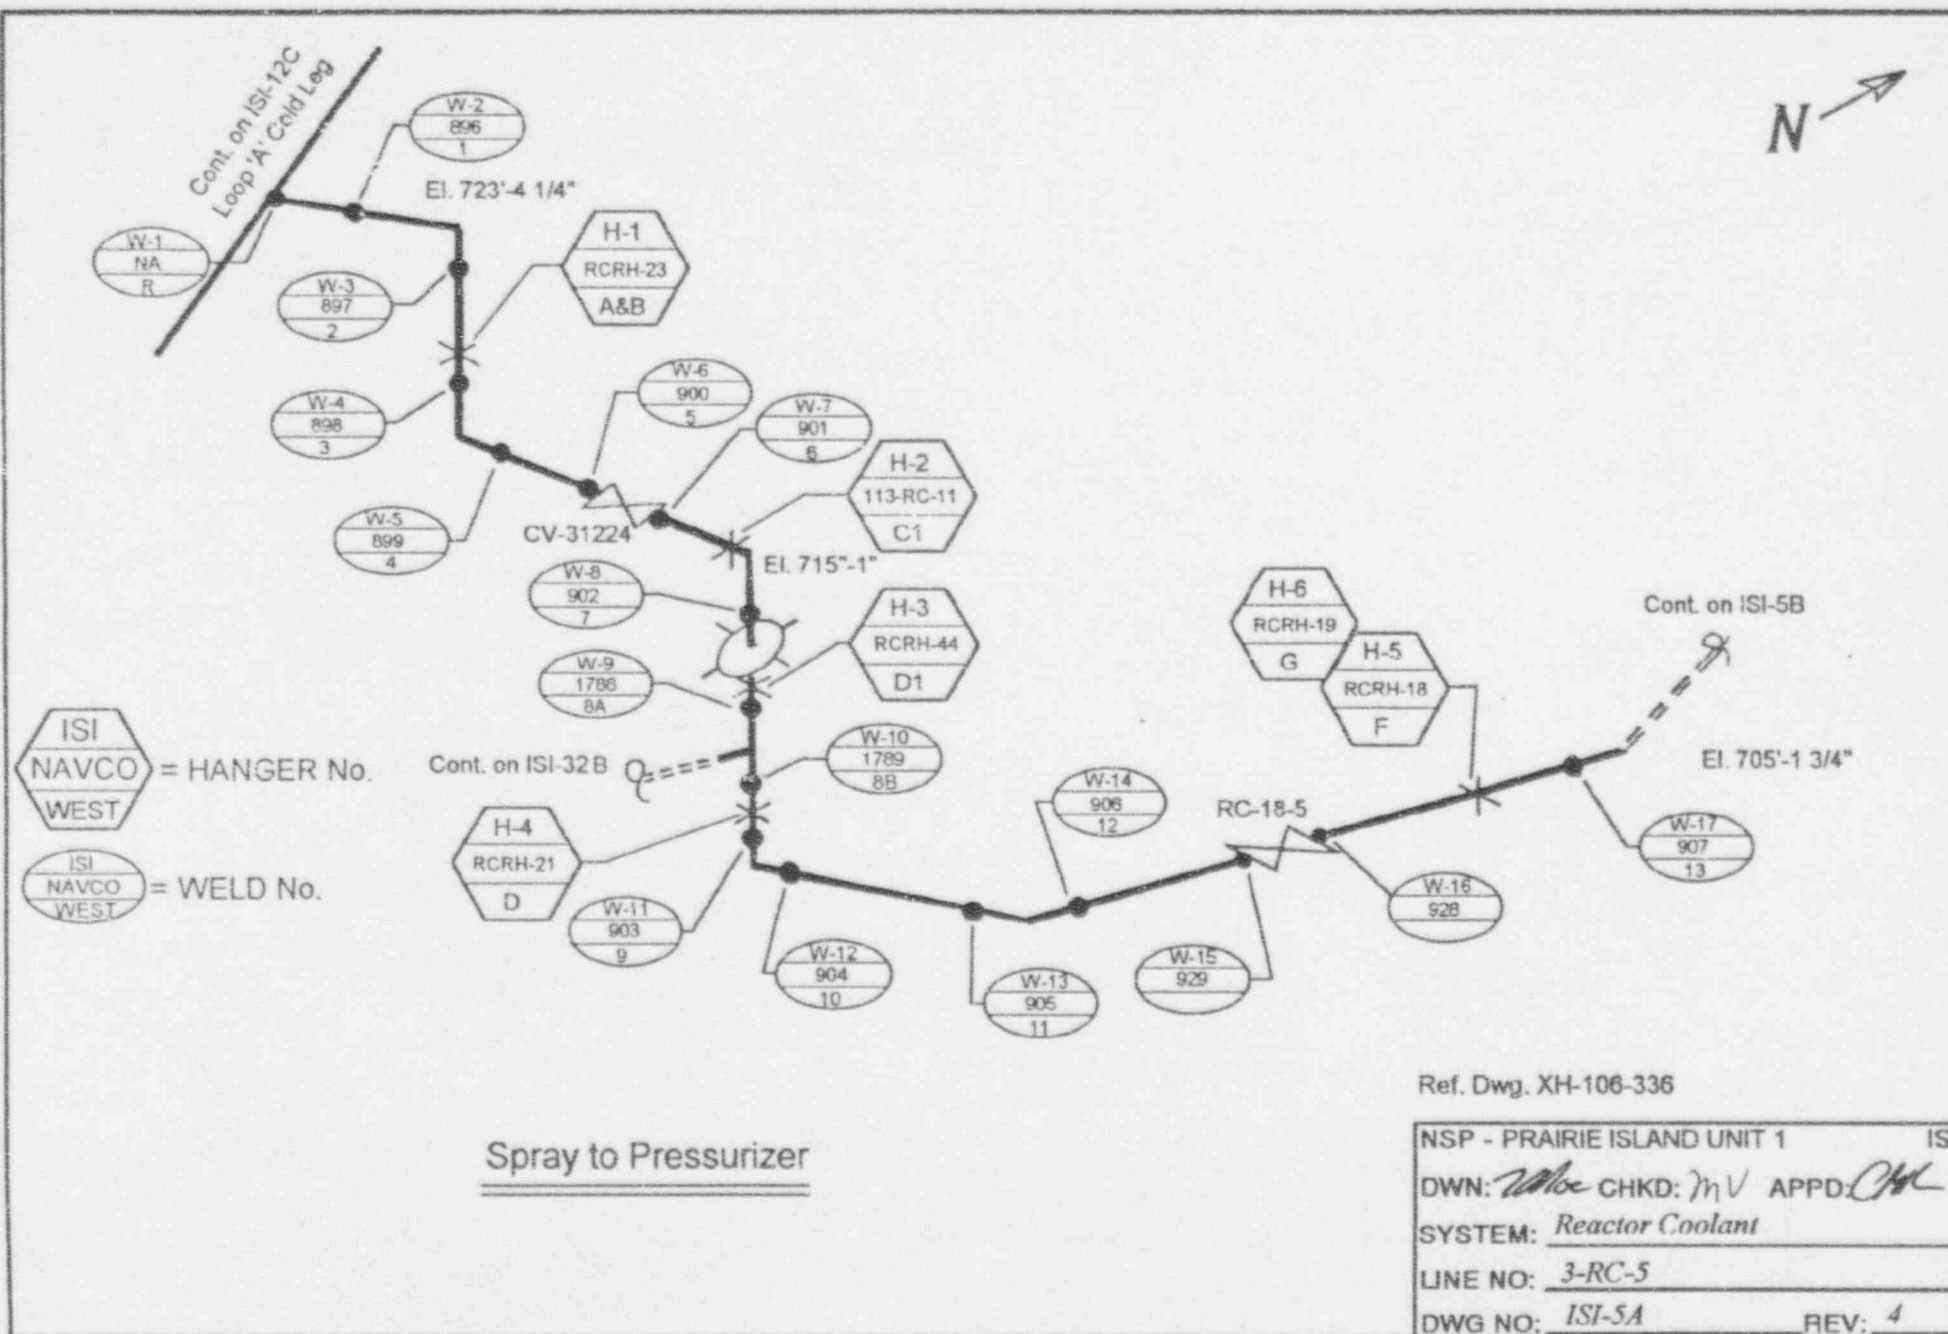 Cont. on ISI-12C
Loop 'A' Cold Leg
W-2
896
1
N
El. 723'-4 1/4"
W-1
NA
R
H-1
RCRH-23
A&B
W-3
897
2
W-4
898
3
W-6
900
5
W-7
901
6
H-2
113-RC-11
C1
W-5
899
4
CV-31224
El. 715"-1"
W-8
902
7
H-3
RCRH-44
D1
H-6
RCRH-19
G
H-5
RCRH-18
F
Cont. on ISI-5B
W-9
8A
ISI
NAVCO
WEST
= HANGER No.
Cont. on ISI-32B
W-10
1789
8B
El. 705'-1 3/4"
W-14
906
12
RC-18-5
H-4
RCRH-21
D
W-17
907
13
ISI
NAVCO
WEST
= WELD No.
W-11
903
9
W-12
904
10
W-13
905
11
W-15
929
W-16
928
Ref. Dwg. XH-106-336
Spray to Pressurizer
NSP - PRAIRIE ISLAND UNIT 1 IS
DWN: CHKD: MV APPD:
SYSTEM: Reactor Coolant
LINE NO: 3-RC-5
DWG NO: ISI-5A REV: 4